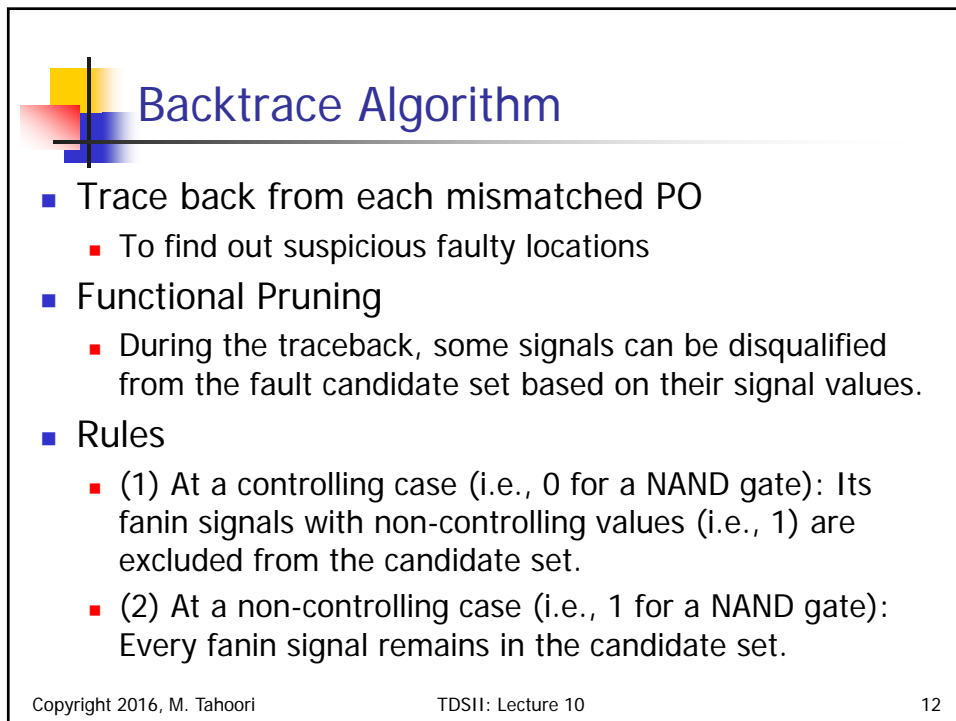 Backtrace Algorithm
Trace back from each mismatched PO
To find out suspicious faulty locations
Functional Pruning
During the traceback, some signals can be disqualified
from the fault candidate set based on their signal values.
Rules
(1) At a controlling case (i.e., 0 for a NAND gate): Its
fanin signals with non-controlling values (i.e., 1) are
excluded from the candidate set.
(2) At a non-controlling case (i.e., 1 for a NAND gate):
Every fanin signal remains in the candidate set.
Copyright 2016, M. Tahoori TDSII: Lecture 10 12